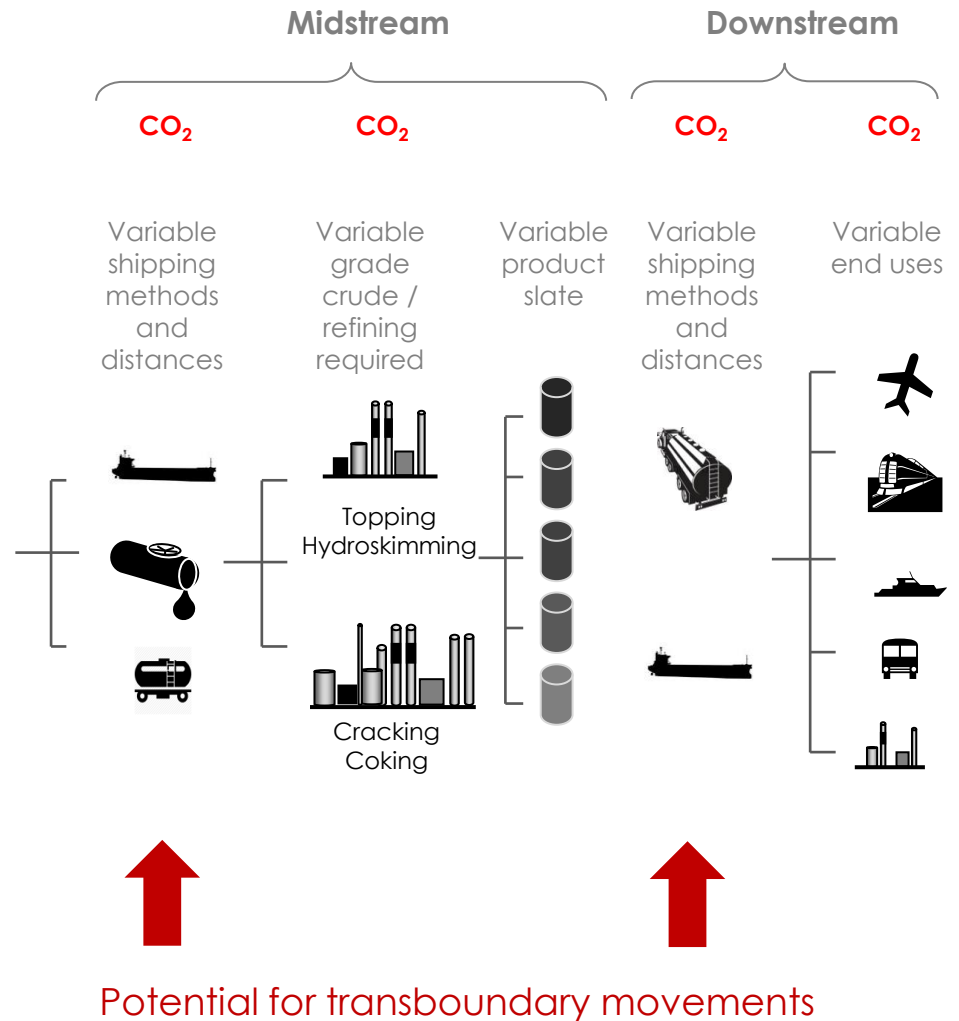 Midstream
Downstream
CO₂
CO₂
CO₂
CO₂
Variable
shipping
methods
and
distances
Variable
grade
crude /
refining
required
Variable
product
slate
Variable
shipping
methods
and
distances
Variable
end uses
Topping
Hydroskimming
Cracking
Coking
Potential for transboundary movements